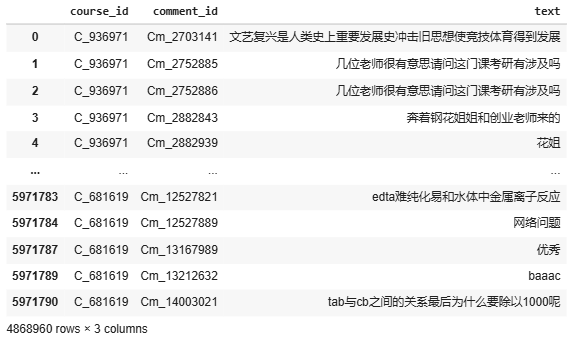 course_id comment_id text
0 C_936971 Cm_2703141 文艺复兴是人类史上重要发展史冲击旧思想使竞技体育得到发展
1 C_936971 Cm_2752885 几位老师很有意思请问这门课考研有涉及吗
2 C_936971 Cm_2752886 几位老师很有意思请问这门课考研有涉及吗
3 C_936971 Cm_2882843 奔着钢花姐姐和创业老师来的
4 C_936971 Cm_2882939 花姐
... ... ... ...
5971783 C_681619 Cm_12527821 edta难纯化易和水体中金属离子反应
5971784 C_681619 Cm_12527889 网络问题
5971787 C_681619 Cm_13167989 优秀
5971789 C_681619 Cm_13212632 baaac
5971790 C_681619 Cm_14003021 tab与cb之间的关系最后为什么要除以1000呢
4868960 rows × 3 columns